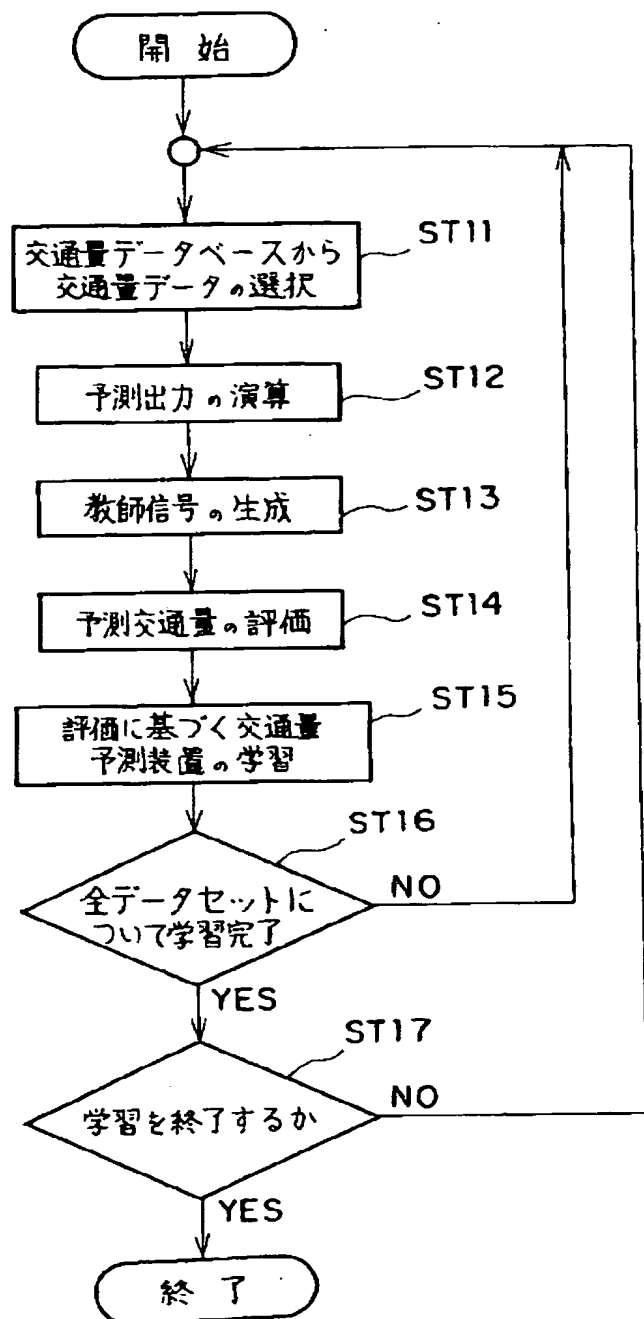 開始
交通量データベースから
交通量データの選択
ST11
予測出力の演算
ST12
教師信号の生成
ST13
予測交通量の評価
ST14
評価に基づく交通量
予測装置の学習
ST15
ST16
全データセットに
ついて学習完了
NO
YES
ST17
学習を終了するか
NO
YES
終了